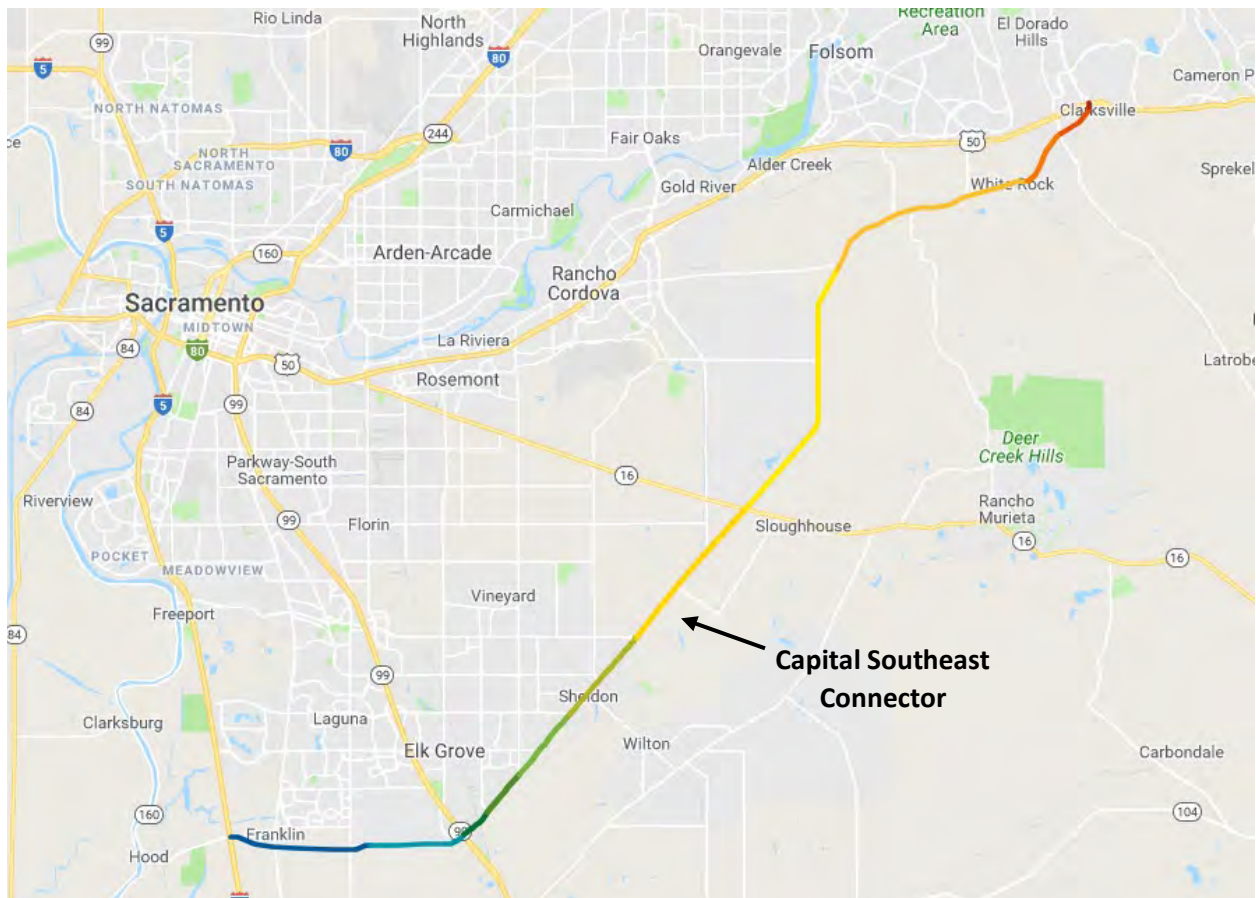 Recreation
Area
Rio Linda
North
Highlands
El Dorado
Hills
99
Orangevale
Folsom
80
5
Cameron P
NORTH NATOMAS
Clarksville
244
Fair Oaks
50
NORTH
SACRAMENTO
80
Alder Creek
SOUTH NATOMAS
White Rock
Sprekel
Gold River
Carmichael
5
160
Arden-Arcade
Rancho
Cordova
Sacramento
MIDTOWN
La Riviera
84
80
50
Latrobe
Rosemont
99
5
84
Deer
Creek Hills
Parkway-South
Sacramento
16
Riverview
Rancho
Murieta
99
Florin
Sloughhouse
16
POCKET
16
MEADOWVIEW
Vineyard
Freeport
84
Capital Southeast
Connector
99
Sheldon
Clarksburg
Laguna
Wilton
Elk Grove
Carbondale
160
104
Franklin
99
Hood
5